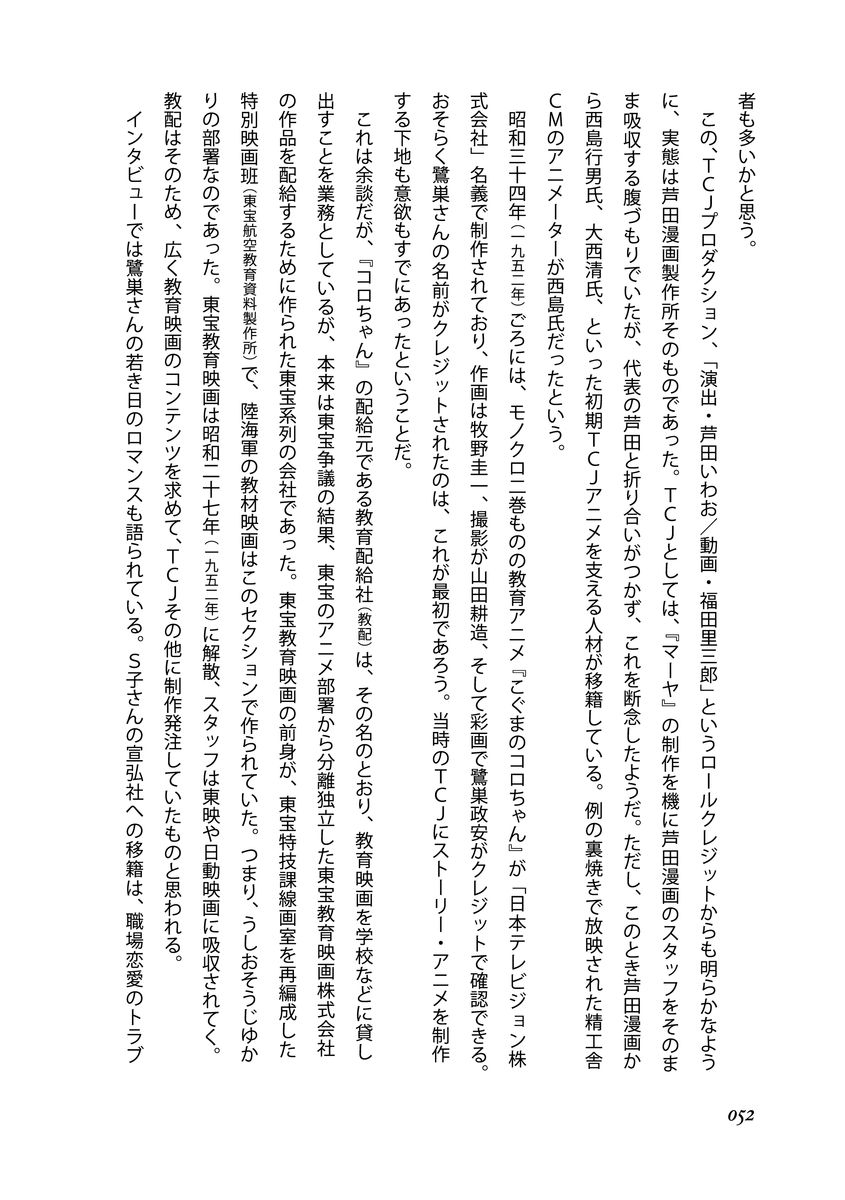 者も多いかと思う。
この、ＴＣＪプロダクション、「演出・芦田いわお／動画・福田里三郎」というロールクレジットからも明らかなよう
に、実態は芦田漫画製作所そのものであった。ＴＣＪとしては、『マーヤ』の制作を機に芦田漫画のスタッフをそのま
ま吸収する腹づもりでいたが、代表の芦田と折り合いがつかず、これを断念したようだ。ただし、このとき芦田漫画か
ら西島行男氏、大西清氏、といった初期ＴＣＪアニメを支える人材が移籍している。例の裏焼きで放映された精工舎
ＣＭのアニメーターが西島氏だったという。
昭和三十四年（一九五二年）ごろには、モノクロ二巻ものの教育アニメ『こぐまのコロちゃん』が「日本テレビジョン株
式会社」名義で制作されており、作画は牧野圭一、撮影が山田耕造、そして彩画で鷺巣政安がクレジットで確認できる。
おそらく鷺巣さんの名前がクレジットされたのは、これが最初であろう。当時のＴＣＪにストーリー・アニメを制作
する下地も意欲もすでにあったということだ。
これは余談だが、『コロちゃん』の配給元である教育配給社（教配）は、その名のとおり、教育映画を学校などに貸し
出すことを業務としているが、本来は東宝争議の結果、東宝のアニメ部署から分離独立した東宝教育映画株式会社
の作品を配給するために作られた東宝系列の会社であった。東宝教育映画の前身が、東宝特技課線画室を再編成した
特別映画班（東宝航空教育資料製作所）で、陸海軍の教材映画はこのセクションで作られていた。つまり、うしおそうじゆか
りの部署なのであった。東宝教育映画は昭和二十七年（一九五二年）に解散、スタッフは東映や日動映画に吸収されてく。
教配はそのため、広く教育映画のコンテンツを求めて、ＴＣＪその他に制作発注していたものと思われる。
インタビューでは鷺巣さんの若き日のロマンスも語られている。Ｓ子さんの宣弘社への移籍は、職場恋愛のトラブ
052